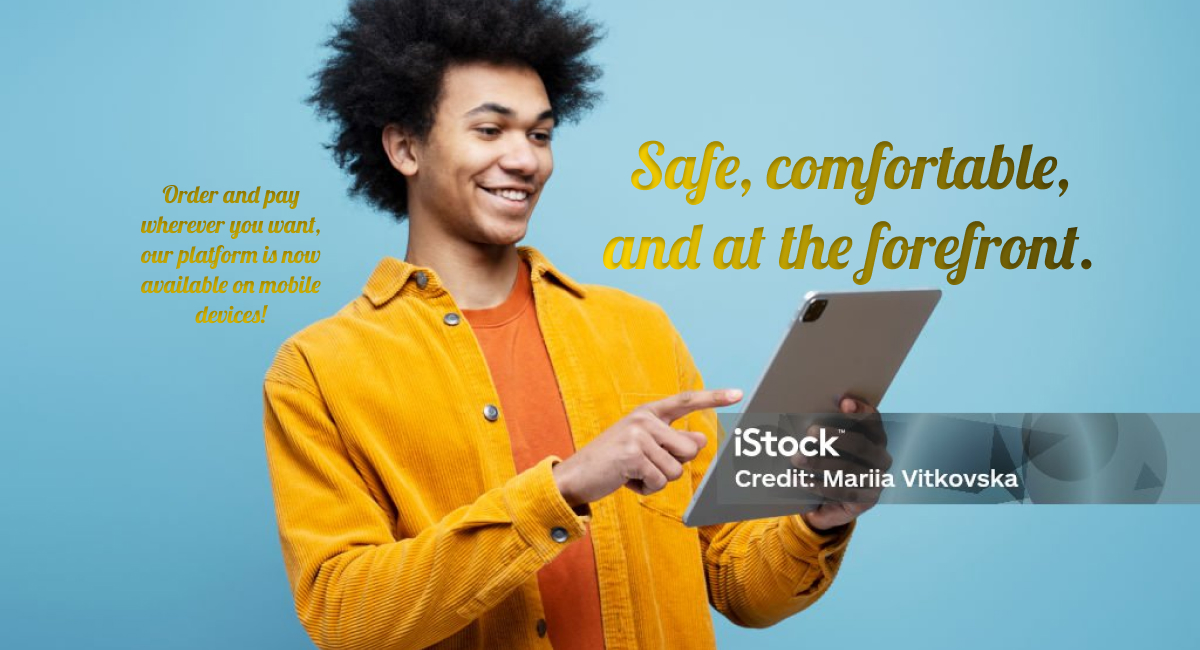 Order and pay
wherever you want,
our platform is now
available on mobile
devices!
Safe, comfortable,
and at the forefront.
iStock™
Credit: Mariia Vitkovska